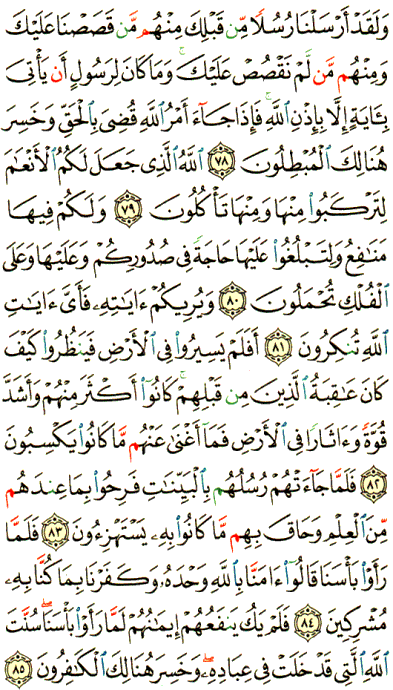 وَلَقَدْ أَرْسَلْنَا رُسُلًا مِّن قَبْلِكَ مِنْهُم مَّن قَصَصْنَا عَلَيْكَ
وَمِنْهُم مَّن لَّمْ نَقْصُصْ عَلَيْكَ ۗ وَمَا كَانَ لِرَسُولٍ أَن يَأْتِىَ
بِـَٔايَةٍ إِلَّا بِإِذْنِ ٱللَّهِ ۚ فَإِذَا جَآءَ أَمْرُ ٱللَّهِ قُضِىَ بِٱلْحَقِّ وَخَسِرَ
هُنَالِكَ ٱلْمُبْطِلُونَ ٧٨ ٱللَّهُ ٱلَّذِى جَعَلَ لَكُمُ ٱلْأَنْعَٰمَ
لِتَرْكَبُوا۟ مِنْهَا وَمِنْهَا تَأْكُلُونَ ٧٩ وَلَكُمْ فِيهَا
مَنَٰفِعُ وَلِتَبْلُغُوا۟ عَلَيْهَا حَاجَةً فِى صُدُورِكُمْ وَعَلَيْهَا وَعَلَى
ٱلْفُلْكِ تُحْمَلُونَ ٨٠ وَيُرِيكُمْ ءَايَٰتِهِۦ فَأَىَّ ءَايَٰتِ
ٱللَّهِ تُنكِرُونَ ٨١ أَفَلَمْ يَسِيرُوا۟ فِى ٱلْأَرْضِ فَيَنظُرُوا۟ كَيْفَ
كَانَ عَٰقِبَةُ ٱلَّذِينَ مِن قَبْلِهِمْ ۚ كَانُوٓا۟ أَكْثَرَ مِنْهُمْ وَأَشَدَّ
قُوَّةً وَءَاثَارًا فِى ٱلْأَرْضِ فَمَآ أَغْنَىٰ عَنْهُم مَّا كَانُوا۟ يَكْسِبُونَ
٨٢ فَلَمَّا جَآءَتْهُمْ رُسُلُهُم بِٱلْبَيِّنَٰتِ فَرِحُوا۟ بِمَا عِندَهُم
مِّنَ ٱلْعِلْمِ وَحَاقَ بِهِم مَّا كَانُوا۟ بِهِۦ يَسْتَهْزِءُونَ ٨٣ فَلَمَّا
رَأَوْا۟ بَأْسَنَا قَالُوٓا۟ ءَامَنَّا بِٱللَّهِ وَحْدَهُۥ وَكَفَرْنَا بِمَا كُنَّا بِهِۦ
مُشْرِكِينَ ٨٤ فَلَمْ يَكُ يَنفَعُهُمْ إِيمَٰنُهُمْ لَمَّا رَأَوْا۟ بَأْسَنَا ۖ سُنَّتَ
ٱللَّهِ ٱلَّتِى قَدْ خَلَتْ فِى عِبَادِهِۦ ۖ وَخَسِرَ هُنَالِكَ ٱلْكَٰفِرُونَ ٨٥